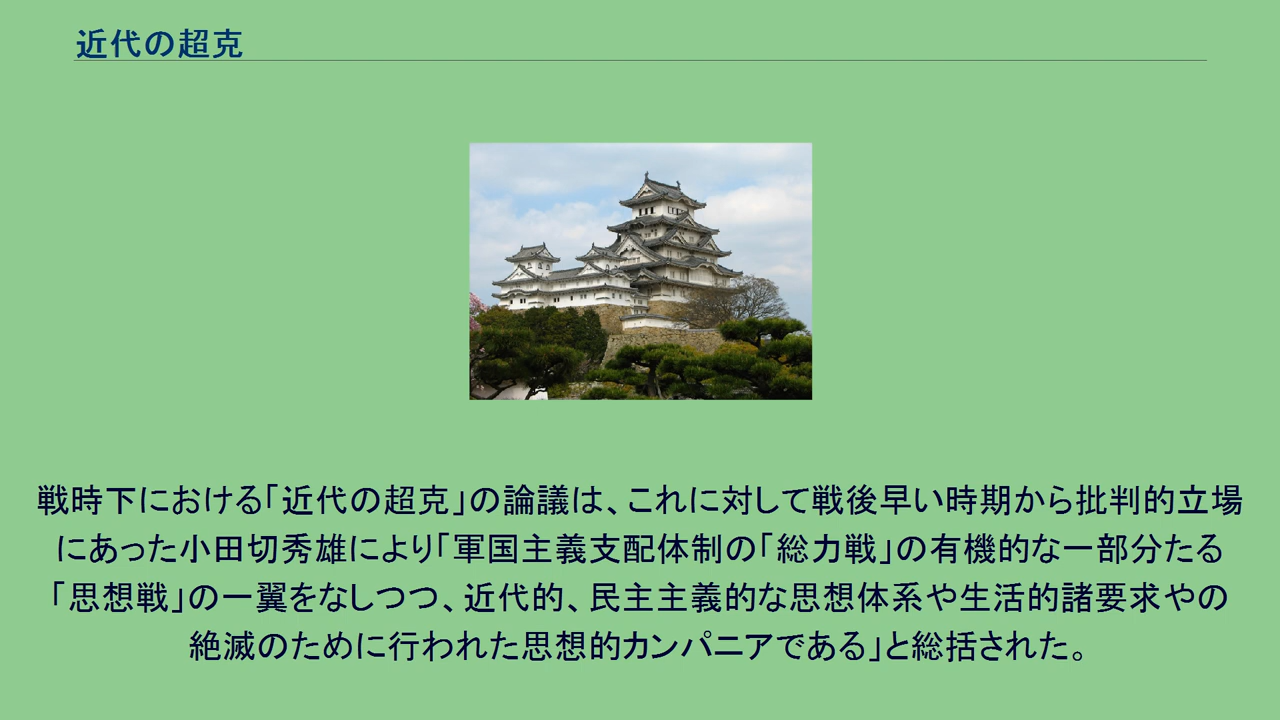 近代の超克
戦時下における「近代の超克」の論議は、これに対して戦後早い時期から批判的立場
にあった小田切秀雄により「軍国主義支配体制の「総力戦」の有機的な一部分たる
「思想戦」の一翼をなしつつ、近代的、民主主義的な思想体系や生活的諸要求やの
絶滅のために行われた思想的カンパニアである」と総括された。